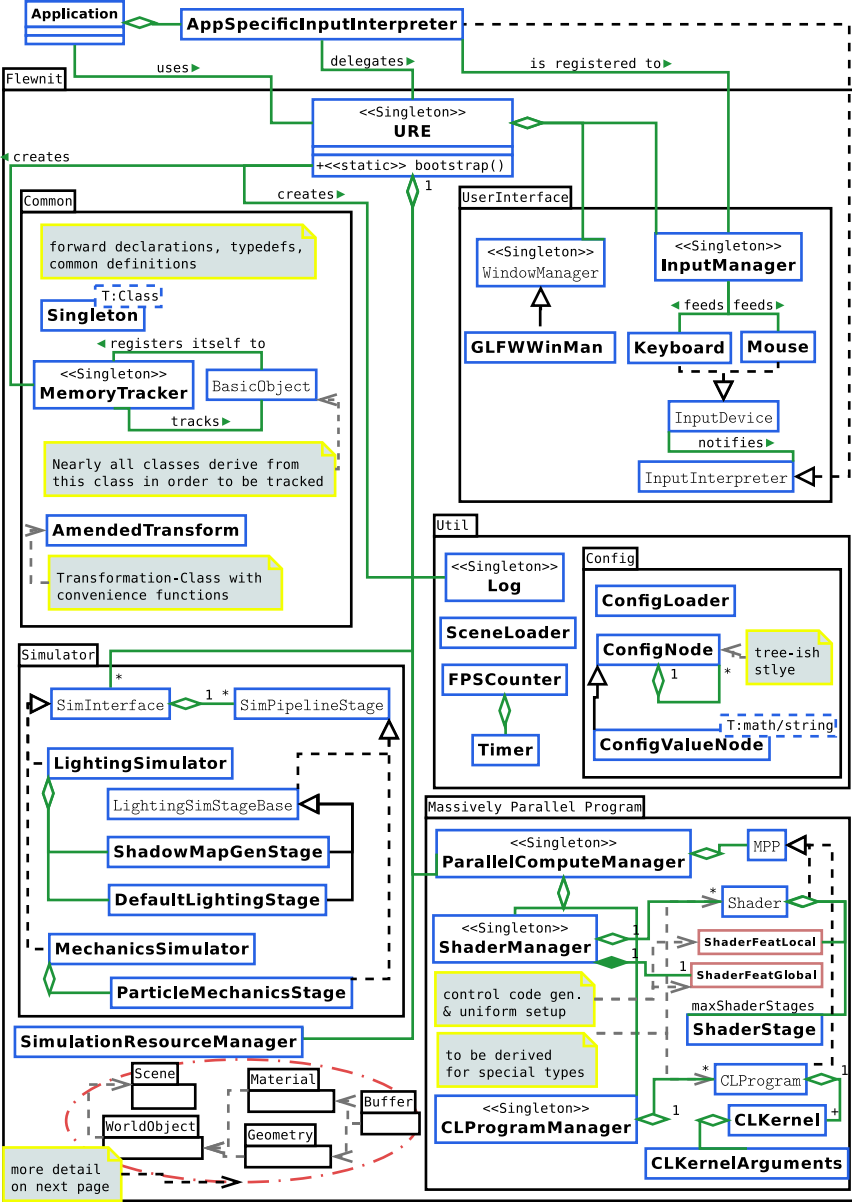 Application
AppSpecificInputInterpreter
uses
delegates
is registered to
Flewnit
<<Singleton>>
URE
+<<static>> bootstrap()
creates
creates
1
Common
forward declarations, typedefs,
common definitions
T:Class
Singleton
registers itself to
<<Singleton>>
MemoryTracker
BasicObject
tracks
Nearly all classes derive from
this class in order to be tracked
AmendedTransform
Transformation-Class with
convenience functions
UserInterface
<<Singleton>>
WindowManager
<<Singleton>>
InputManager
feeds
feeds
GLFWWinMan
Keyboard
Mouse
InputDevice
notifies
InputInterpreter
Util
<<Singleton>>
Log
SceneLoader
FPSCounter
Timer
Config
ConfigLoader
ConfigNode
1
*
tree-ish
stlye
T:math/string
ConfigValueNode
Simulator
*
SimInterface
1
*
SimPipelineStage
LightingSimulator
LightingSimStageBase
ShadowMapGenStage
DefaultLightingStage
MechanicsSimulator
ParticleMechanicsStage
SimulationResourceManager
Scene
Material
Buffer
WorldObject
Geometry
more detail
on next page
Massively Parallel Program
<<Singleton>>
ParallelComputeManager
MPP
*
Shader
<<Singleton>>
ShaderManager
1
1
ShaderFeatLocal
1
ShaderFeatGlobal
control code gen.
& uniform setup
maxShaderStages
ShaderStage
to be derived
for special types
*
CLProgram
1
<<Singleton>>
CLProgramManager
1
CLKernel
+
CLKernelArguments